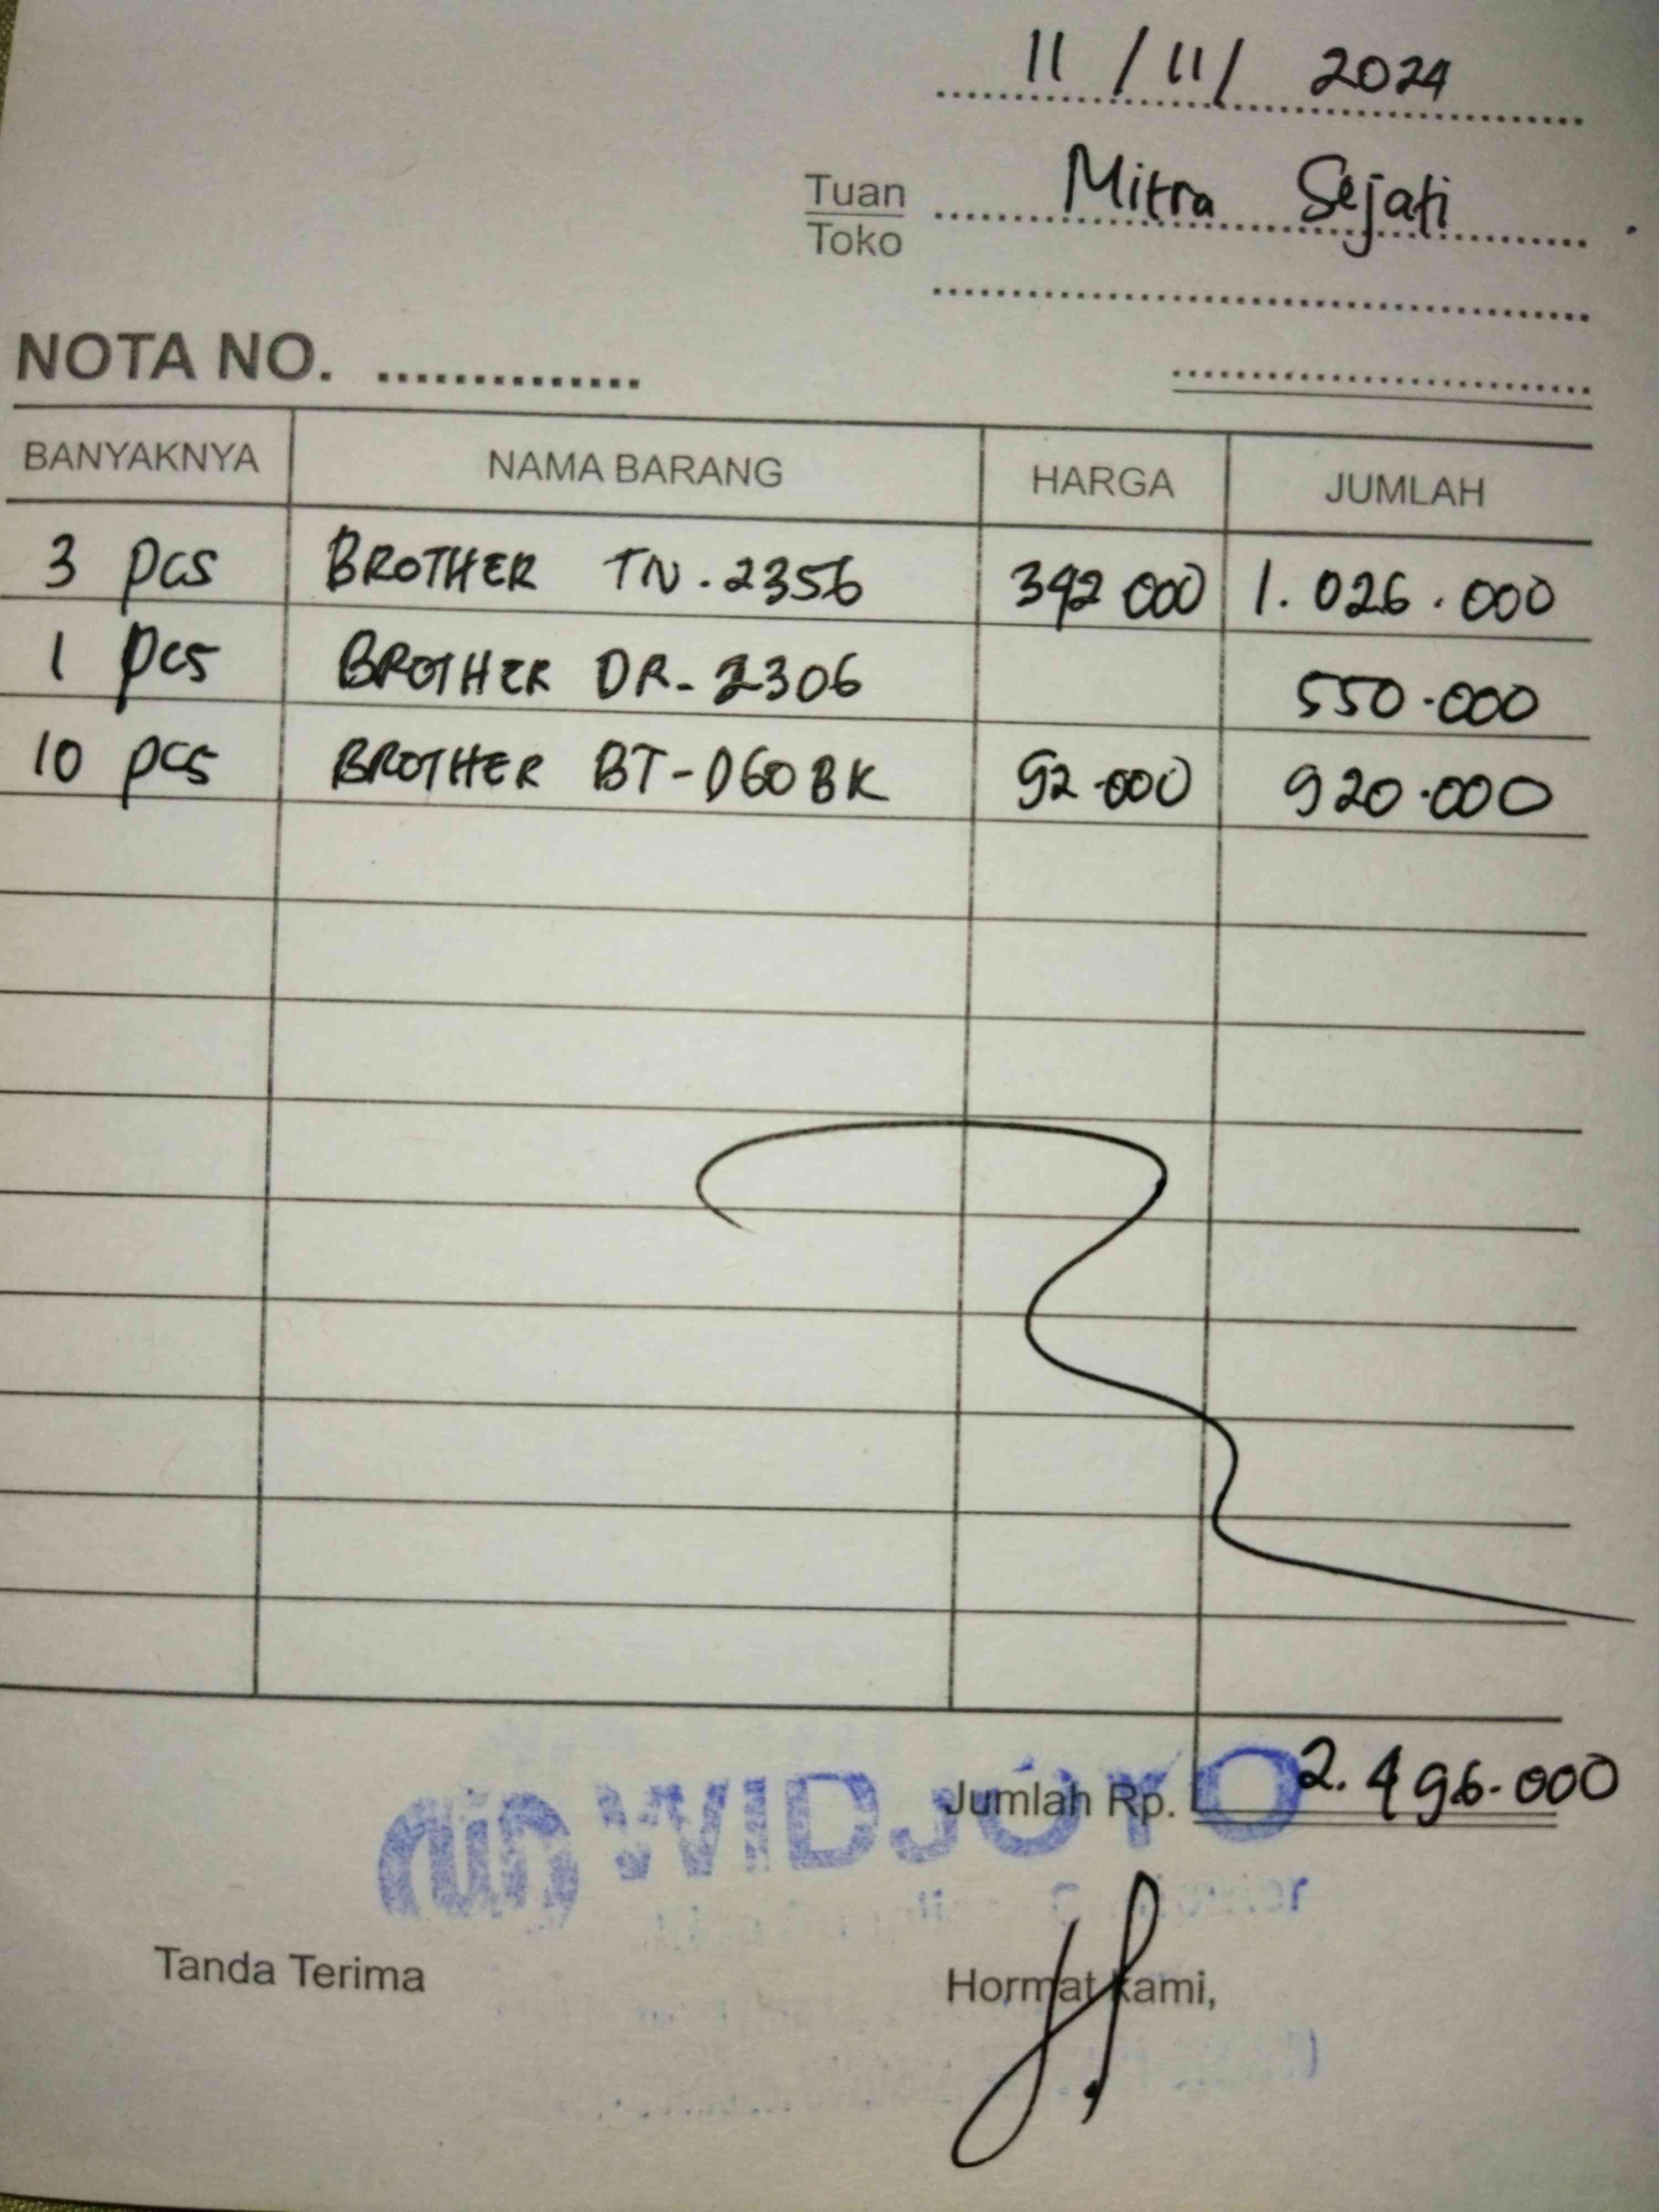 11 / 11 / 2024
Tuan Mitra Sejati
Toko
NOTA NO.
BANYAKNYA NAMA BARANG HARGA JUMLAH
3 pcs BROTHER TN.2356 342 000 1.026.000
1 pcs BROTHER DR-2306 550.000
10 pcs BROTHER BT-D60BK 92.000 920.000
Jumlah Rp. 2.496.000
WIDJOYO
Tanda Terima Hormat kami,